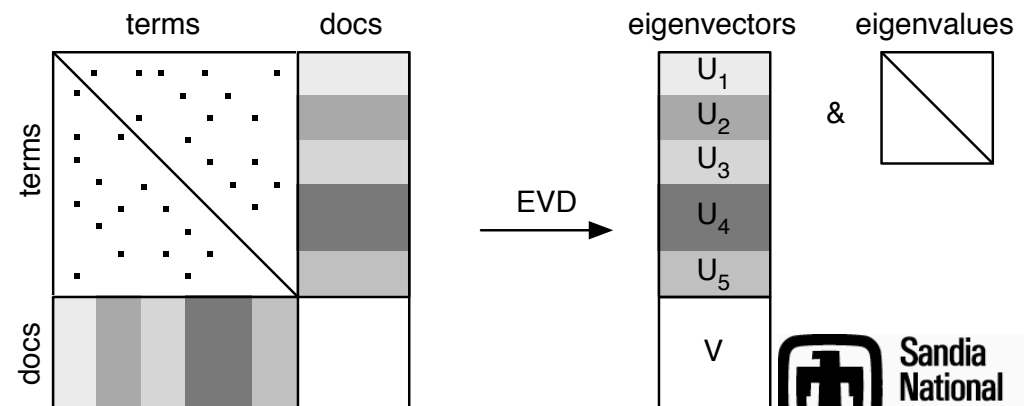 terms docs eigenvectors eigenvalues
terms
U1
U2
U3
U4
U5
&
EVD
docs
V
Sandia
National